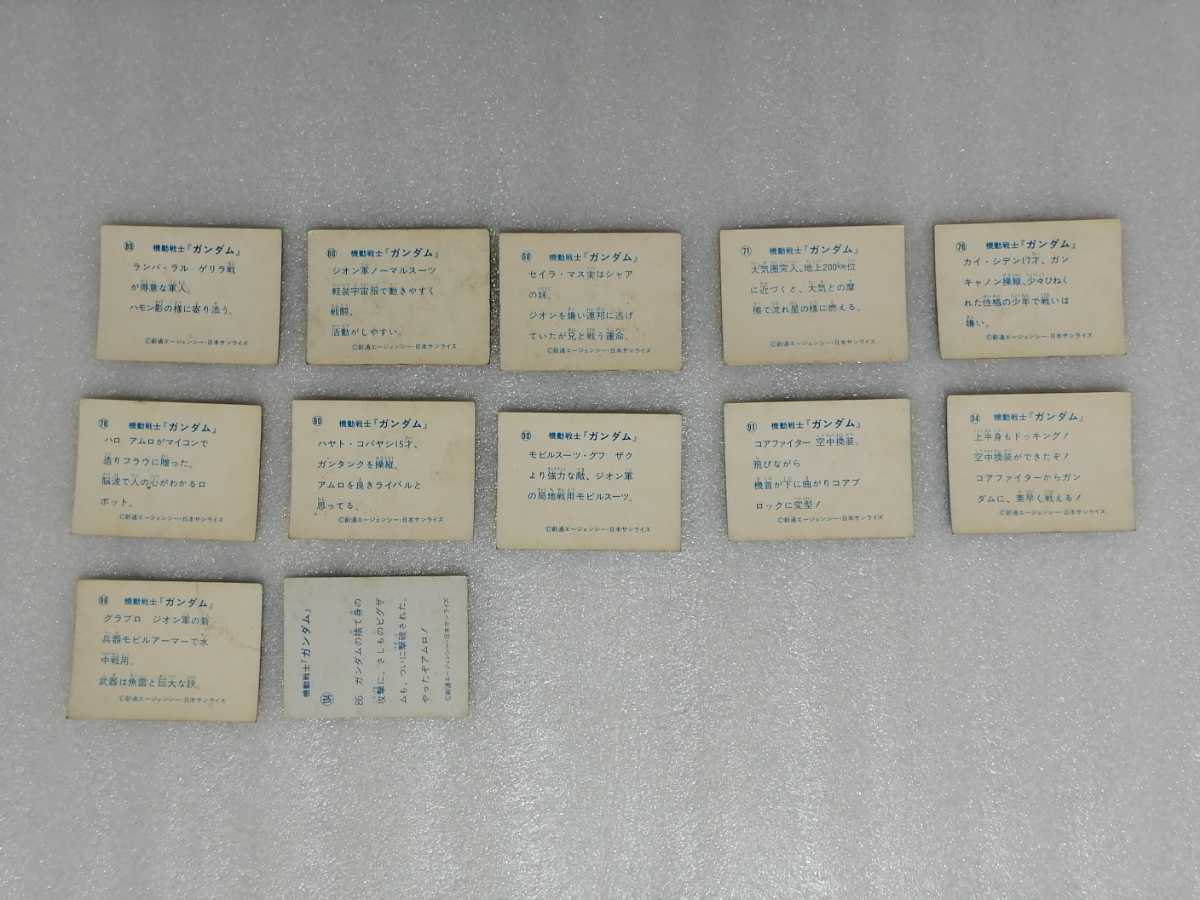 機動戦士『ガンダム』
ランバ・ラル ゲリラ戦
が得意な軍人。
ハモン影の様に寄り添う。
©創通エージェンシー・日本サンライズ
機動戦士『ガンダム』
ジオン軍ノーマルスーツ
軽装宇宙服で動きやすく
戦闘。
活動がしやすい。
©創通エージェンシー・日本サンライズ
機動戦士『ガンダム』
セイラ・マス実はシャア
の妹。
ジオンを嫌い連邦に逃げ
ていたが兄と戦う運命。
©創通エージェンシー・日本サンライズ
71 機動戦士『ガンダム』
大気圏突入、地上200km位
に近づくと、大気との摩
擦で流れ星の様に燃える。
©創通エージェンシー・日本サンライズ
機動戦士『ガンダム』
カイ・シデン17才、ガン
キャノン操縦、少々ひねく
れた性格の少年で戦いは
嫌い。
©創通エージェンシー・日本サンライズ
機動戦士『ガンダム』
ハロ アムロがマイコンで
造りフラウに贈った。
脳波で人の心がわかるロ
ボット。
©創通エージェンシー・日本サンライズ
機動戦士『ガンダム』
ハヤト・コバヤシ15才、
ガンタンクを操縦。
アムロを良きライバルと
思ってる。
©創通エージェンシー・日本サンライズ
機動戦士『ガンダム』
モビルスーツ・グフ ザク
より強力な敵、ジオン軍
の局地戦用モビルスーツ。
©創通エージェンシー・日本サンライズ
91 機動戦士『ガンダム』
コアファイター 空中換装。
飛びながら
機首が下に曲がりコアブ
ロックに変型!
©創通エージェンシー・日本サンライズ
94 機動戦士『ガンダム』
上半身もドッキング!
空中換装ができたぞ!
コアファイターからガン
ダムに、素早く戦える!
©創通エージェンシー・日本サンライズ
機動戦士『ガンダム』
グラブロ ジオン軍の新
兵器モビルアーマーで水
中戦用。
武器は魚雷と巨大な鋏。
©創通エージェンシー・日本サンライズ
機動戦士『ガンダム』
134
86 ガンダムの捨て身の
攻撃に、さしものビグザ
ムも、ついに撃破された。
やったぞアムロ!
©創通エージェンシー・日本サンライズ